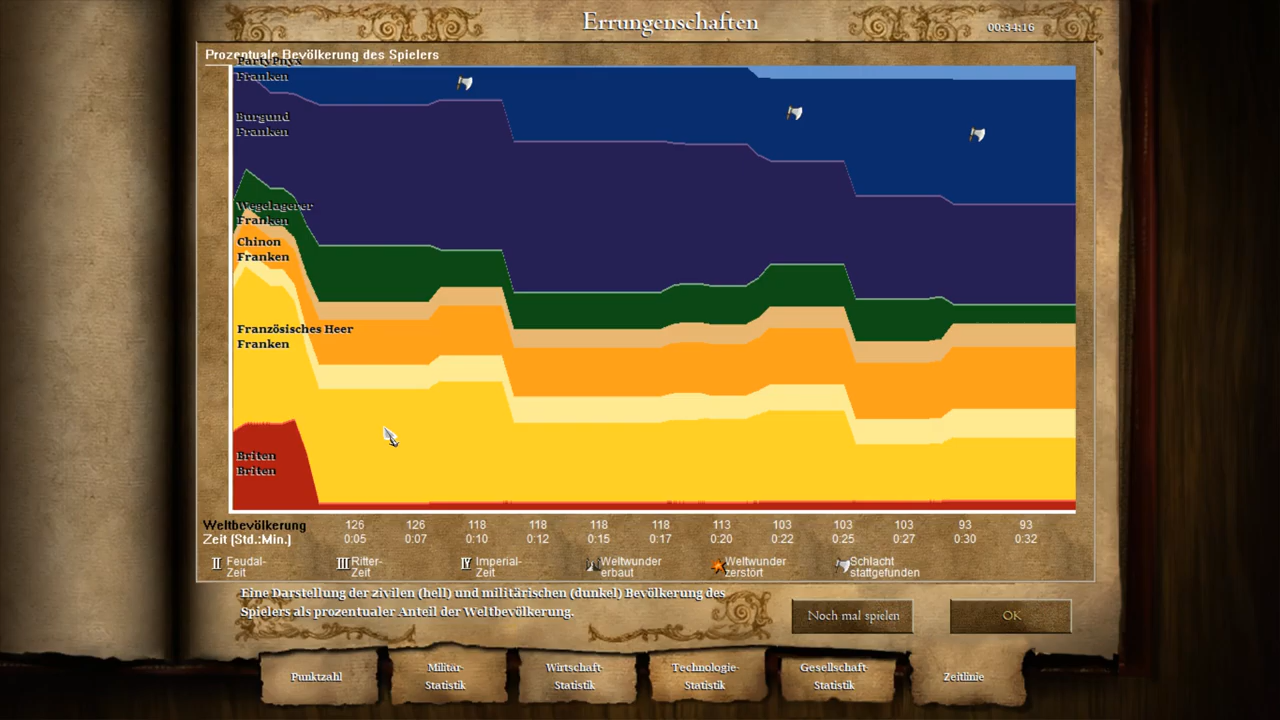 Errungenschaften
00:34:16
Prozentuale Bevölkerung des Spielers
PartyPnyx
Franken
Burgund
Franken
Wegelagerer
Franken
Chinon
Franken
Französisches Heer
Franken
Briten
Briten
Weltbevölkerung 126 126 118 118 118 118 113 103 103 103 93 93
Zeit (Std.:Min.) 0:05 0:07 0:10 0:12 0:15 0:17 0:20 0:22 0:25 0:27 0:30 0:32
II Feudal-Zeit
III Ritter-Zeit
IV Imperial-Zeit
Weltwunder erbaut
Weltwunder zerstört
Schlacht stattgefunden
Eine Darstellung der zivilen (hell) und militärischen (dunkel) Bevölkerung des
Spielers als prozentualer Anteil der Weltbevölkerung.
Noch mal spielen
OK
Punktzahl
Militär-
Statistik
Wirtschaft-
Statistik
Technologie-
Statistik
Gesellschaft-
Statistik
Zeitlinie